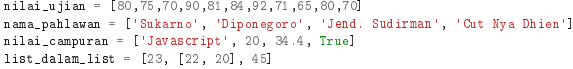 nilai_ujian = [80,75,70,90,81,84,92,71,65,80,70]
nama_pahlawan = ['Sukarno', 'Diponegoro', 'Jend. Sudirman', 'Cut Nya Dhien']
nilai_campuran = ['Javascript', 20, 34.4, True]
list_dalam_list = [23, [22, 20], 45]